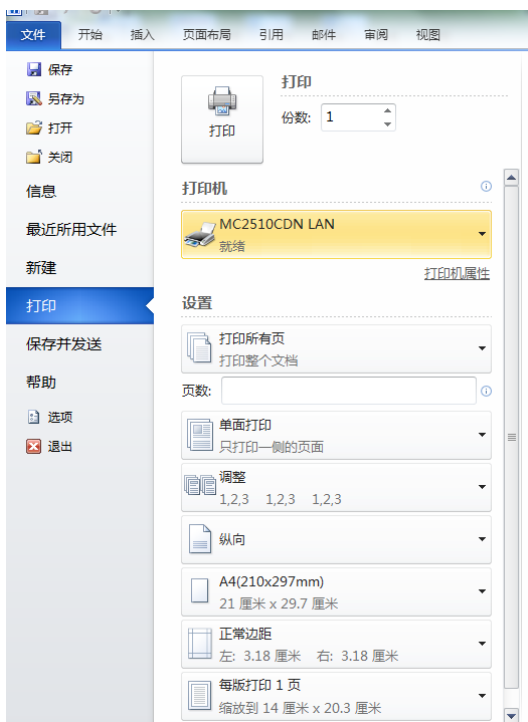 文件 开始 插入 页面布局 引用 邮件 审阅 视图
保存
另存为
打开
关闭
信息
最近所用文件
新建
打印
保存并发送
帮助
选项
退出
打印
打印
份数: 1
打印机
MC2510CDN LAN
就绪
打印机属性
设置
打印所有页
打印整个文档
页数:
单面打印
只打印一侧的页面
调整
1,2,3 1,2,3 1,2,3
纵向
A4(210x297mm)
21 厘米 x 29.7 厘米
正常边距
左: 3.18 厘米 右: 3.18 厘米
每版打印 1 页
缩放到 14 厘米 x 20.3 厘米